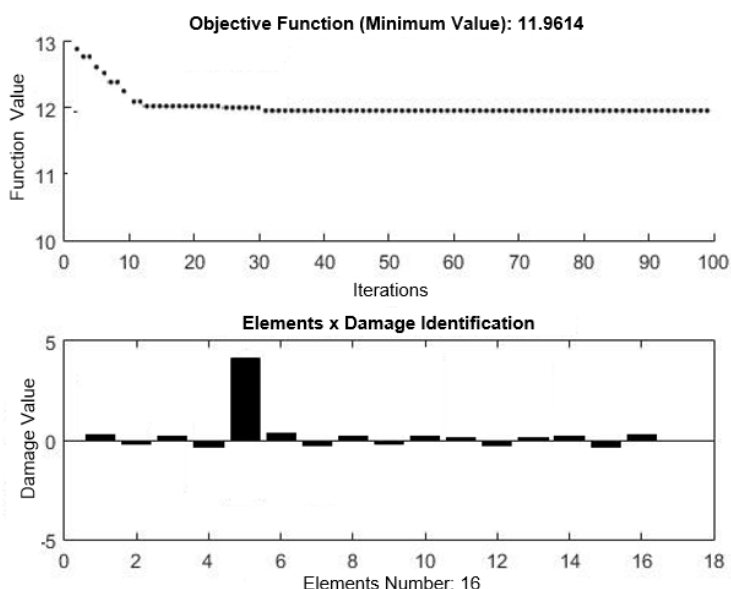 Objective Function (Minimum Value): 11.9614
13
12
11
10
Function Value
0 10 20 30 40 50 60 70 80 90 100
Iterations
Elements x Damage Identification
5
0
-5
Damage Value
0 2 4 6 8 10 12 14 16 18
Elements Number: 16